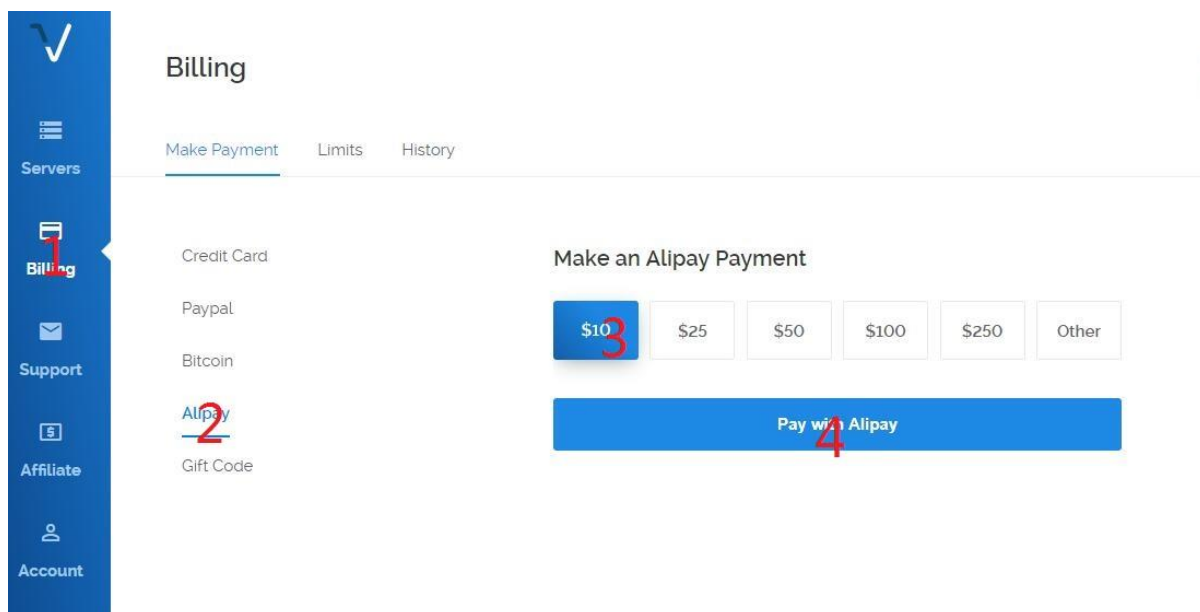 Servers
Billing
Support
Affiliate
Account
Billing
Make Payment Limits History
Credit Card
Paypal
Bitcoin
Alipay
Gift Code
Make an Alipay Payment
$10 $25 $50 $100 $250 Other
Pay with Alipay
1
2
3
4